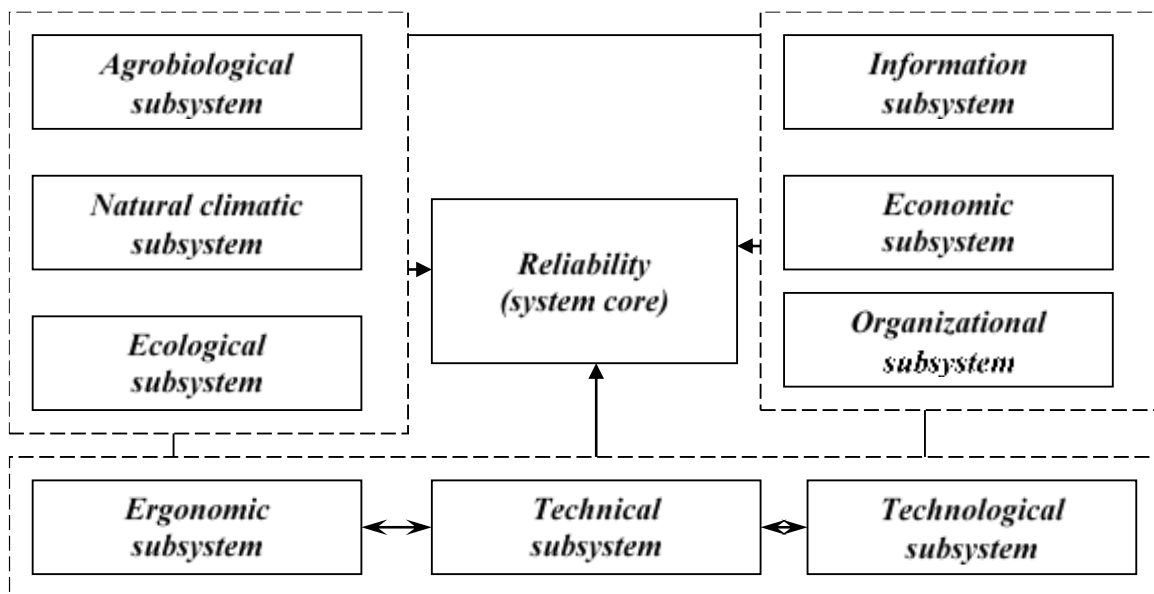 Agrobiological
subsystem
Natural climatic
subsystem
Ecological
subsystem
Reliability
(system core)
Information
subsystem
Economic
subsystem
Organizational
subsystem
Ergonomic
subsystem
Technical
subsystem
Technological
subsystem